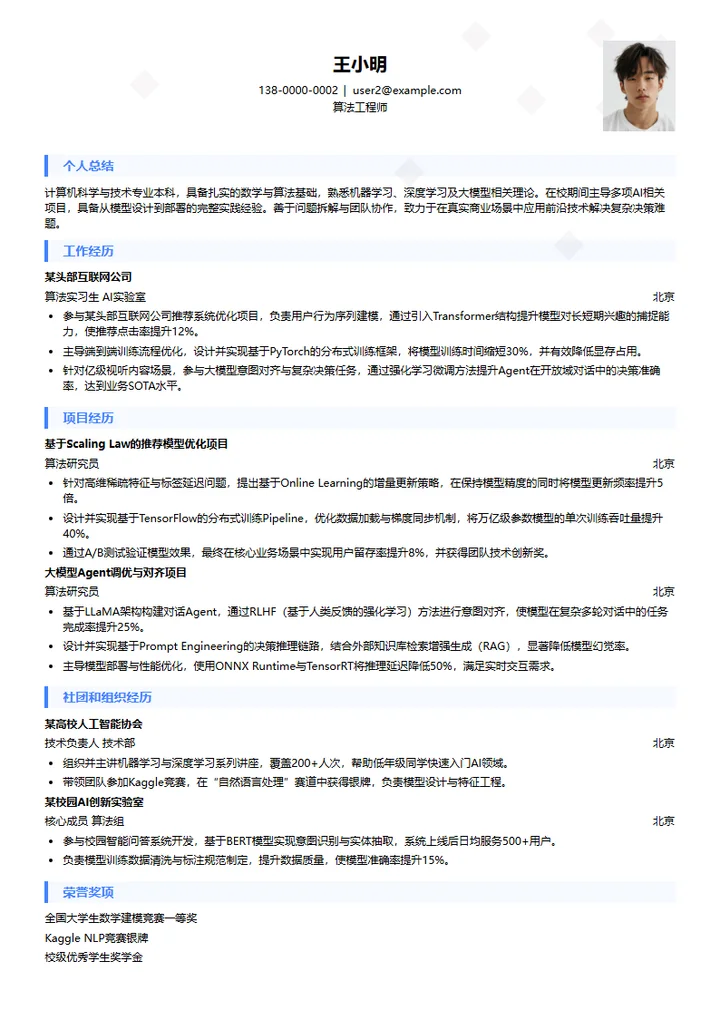 王小明
138-0000-0002 | user2@example.com
算法工程师
个人总结
计算机科学与技术专业本科，具备扎实的数学与算法基础，熟悉机器学习、深度学习及大模型相关理论。在校期间主导多项AI相关
项目，具备从模型设计到部署的完整实践经验。善于问题拆解与团队协作，致力于在真实商业场景中应用前沿技术解决复杂决策难
题。
工作经历
某头部互联网公司
算法实习生 AI实验室 北京
• 参与某头部互联网公司推荐系统优化项目，负责用户行为序列建模，通过引入Transformer结构提升模型对长短期兴趣的捕捉能
力，使推荐点击率提升12%。
• 主导端到端训练流程优化，设计并实现基于PyTorch的分布式训练框架，将模型训练时间缩短30%，并有效降低显存占用。
• 针对亿级视听内容场景，参与大模型意图对齐与复杂决策任务，通过强化学习微调方法提升Agent在开放域对话中的决策准确
率，达到业务SOTA水平。
项目经历
基于Scaling Law的推荐模型优化项目
算法研究员 北京
• 针对高维稀疏特征与标签延迟问题，提出基于Online Learning的增量更新策略，在保持模型精度的同时将模型更新频率提升5
倍。
• 设计并实现基于TensorFlow的分布式训练Pipeline，优化数据加载与梯度同步机制，将万亿级参数模型的单次训练吞吐量提升
40%。
• 通过A/B测试验证模型效果，最终在核心业务场景中实现用户留存率提升8%，并获得团队技术创新奖。
大模型Agent调优与对齐项目
算法研究员 北京
• 基于LLaMA架构构建对话Agent，通过RLHF（基于人类反馈的强化学习）方法进行意图对齐，使模型在复杂多轮对话中的任务
完成率提升25%。
• 设计并实现基于Prompt Engineering的决策推理链路，结合外部知识库检索增强生成（RAG），显著降低模型幻觉率。
• 主导模型部署与性能优化，使用ONNX Runtime与TensorRT将推理延迟降低50%，满足实时交互需求。
社团和组织经历
某高校人工智能协会
技术负责人 技术部 北京
• 组织并主讲机器学习与深度学习系列讲座，覆盖200+人次，帮助低年级同学快速入门AI领域。
• 带领团队参加Kaggle竞赛，在“自然语言处理”赛道中获得银牌，负责模型设计与特征工程。
某校园AI创新实验室
核心成员 算法组 北京
• 参与校园智能问答系统开发，基于BERT模型实现意图识别与实体抽取，系统上线后日均服务500+用户。
• 负责模型训练数据清洗与标注规范制定，提升数据质量，使模型准确率提升15%。
荣誉奖项
全国大学生数学建模竞赛一等奖
Kaggle NLP竞赛银牌
校级优秀学生奖学金